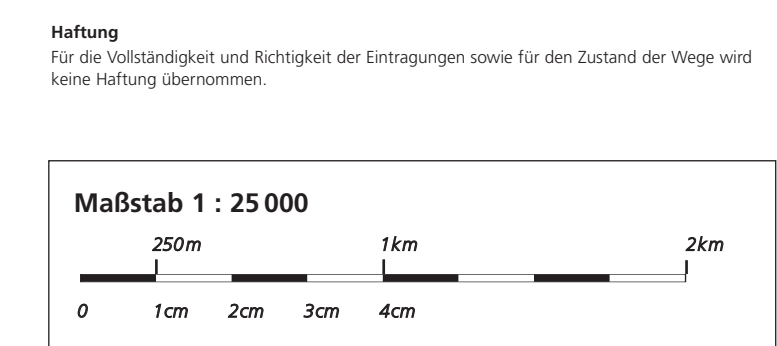 Haftung
Für die Vollständigkeit und Richtigkeit der Eintragungen sowie für den Zustand der Wege wird
keine Haftung übernommen.
Maßstab 1 : 25 000
250m 1km 2km
0 1cm 2cm 3cm 4cm